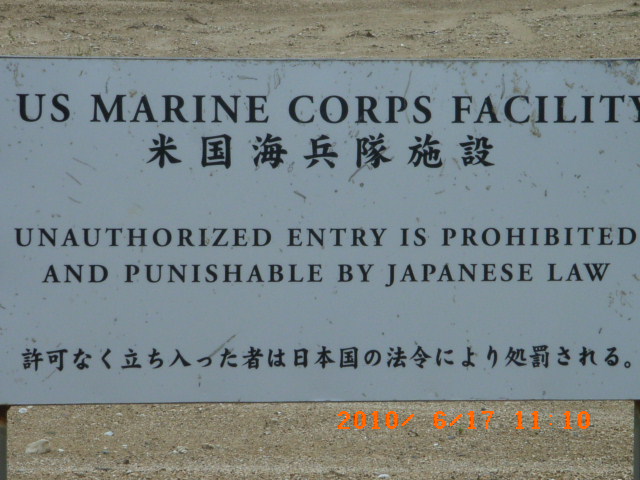 US MARINE CORPS FACILITY
米国海兵隊施設
UNAUTHORIZED ENTRY IS PROHIBITED
AND PUNISHABLE BY JAPANESE LAW
許可なく立ち入った者は日本国の法令により処罰される。
2010/ 6/17 11 10